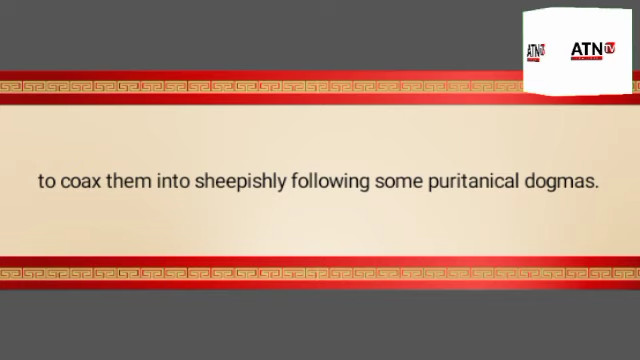 ATN TV
ATN TV
to coax them into sheepishly following some puritanical dogmas.